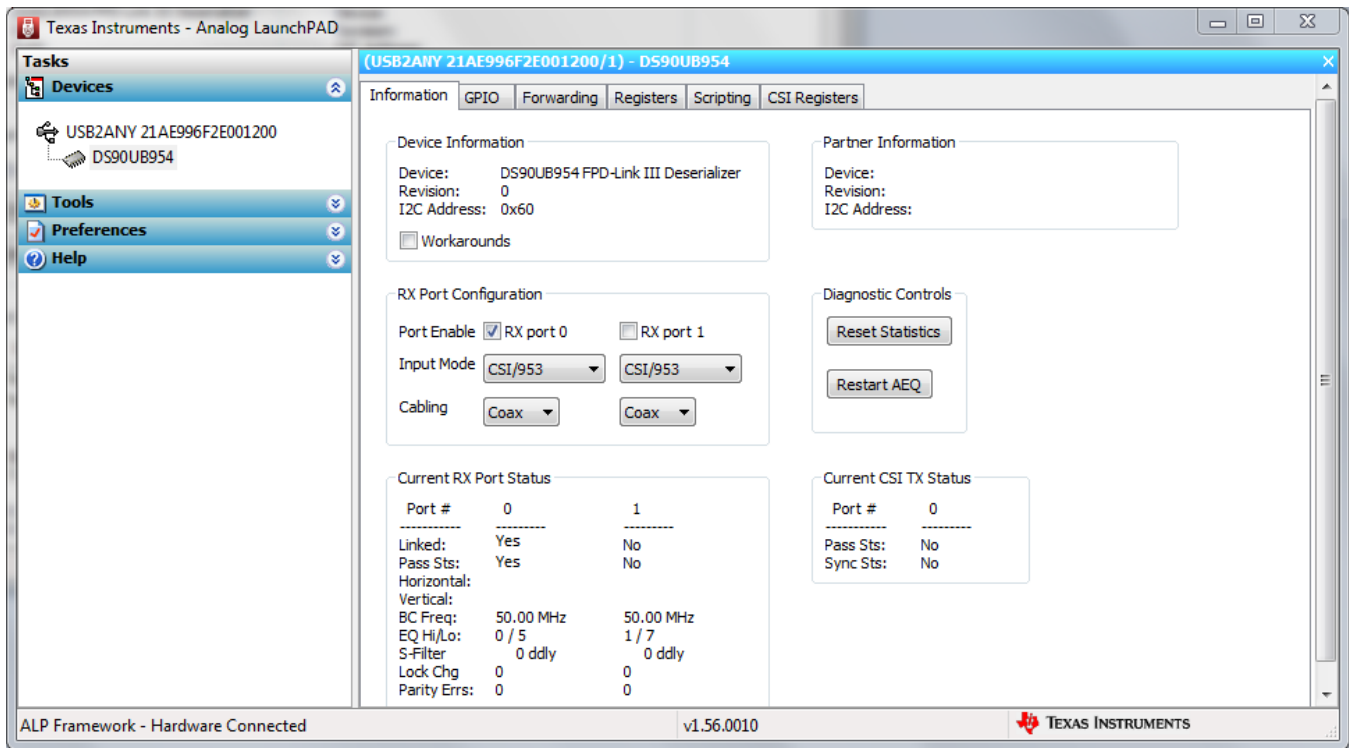 Texas Instruments - Analog LaunchPAD
Tasks
Devices
USB2ANY 21AE996F2E001200
DS90UB954
Tools
Preferences
Help
(USB2ANY 21AE996F2E001200/1) - DS90UB954
Information GPIO Forwarding Registers Scripting CSI Registers
Device Information
Device: DS90UB954 FPD-Link III Deserializer
Revision: 0
I2C Address: 0x60
Workarounds
Partner Information
Device:
Revision:
I2C Address:
RX Port Configuration
Port Enable RX port 0 RX port 1
Input Mode CSI/953 CSI/953
Cabling Coax Coax
Diagnostic Controls
Reset Statistics
Restart AEQ
Current RX Port Status
Port # 0 1
----------- --------- ---------
Linked: Yes No
Pass Sts: Yes No
Horizontal:
Vertical:
BC Freq: 50.00 MHz 50.00 MHz
EQ Hi/Lo: 0 / 5 1 / 7
S-Filter 0 ddly 0 ddly
Lock Chg 0 0
Parity Errs: 0 0
Current CSI TX Status
Port # 0
----------- ---------
Pass Sts: No
Sync Sts: No
ALP Framework - Hardware Connected v1.56.0010 TEXAS INSTRUMENTS